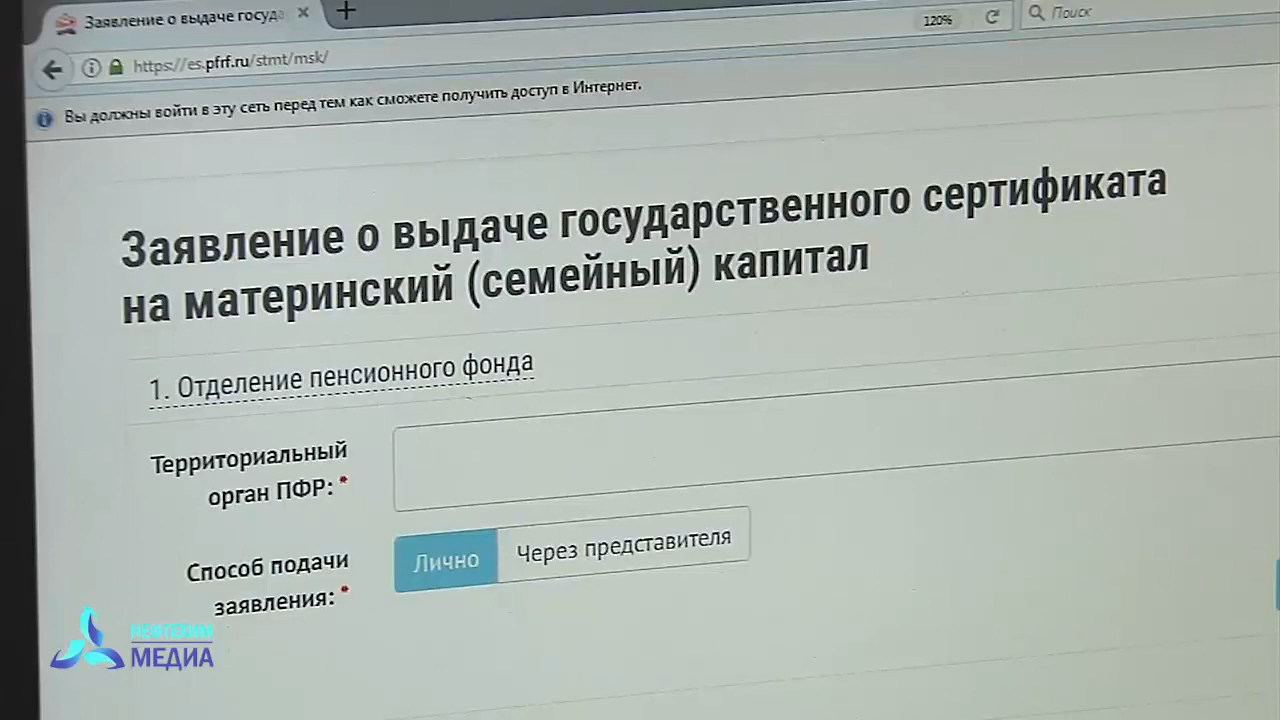 Заявление о выдаче госуда
120%
Поиск
https://es.pfrf.ru/stmt/msk/
Вы должны войти в эту сеть перед тем как сможете получить доступ в Интернет.
Заявление о выдаче государственного сертификата
на материнский (семейный) капитал
1. Отделение пенсионного фонда
Территориальный
орган ПФР: *
Способ подачи
заявления: *
Лично
Через представителя
НЕФТЕХИМ
МЕДИА